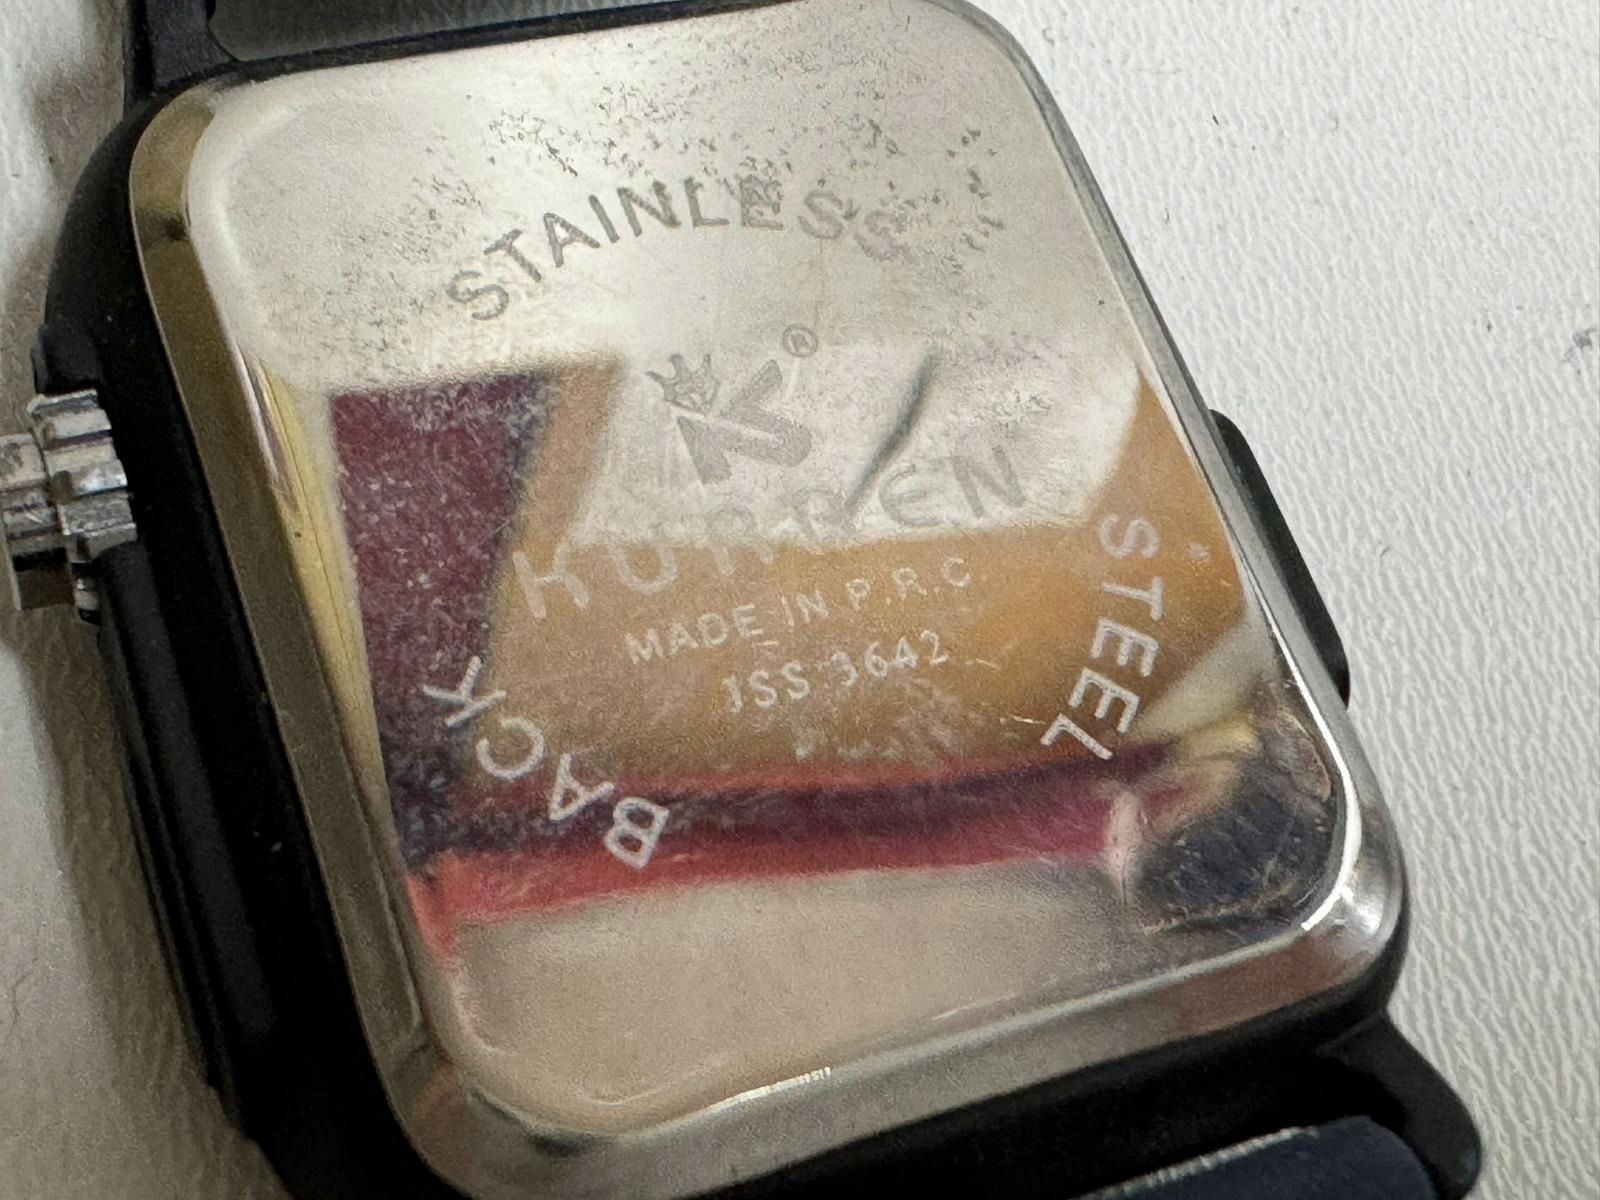 STAINLESS
®
KURREN
MADE IN P.R.C.
JSS 3642
STEEL
BACK